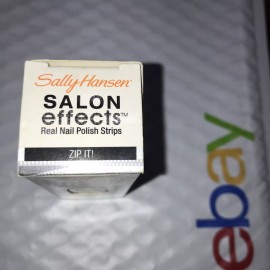 Sally Hansen
SALON
effects™
Real Nail Polish Strips
ZIP IT!
ebay